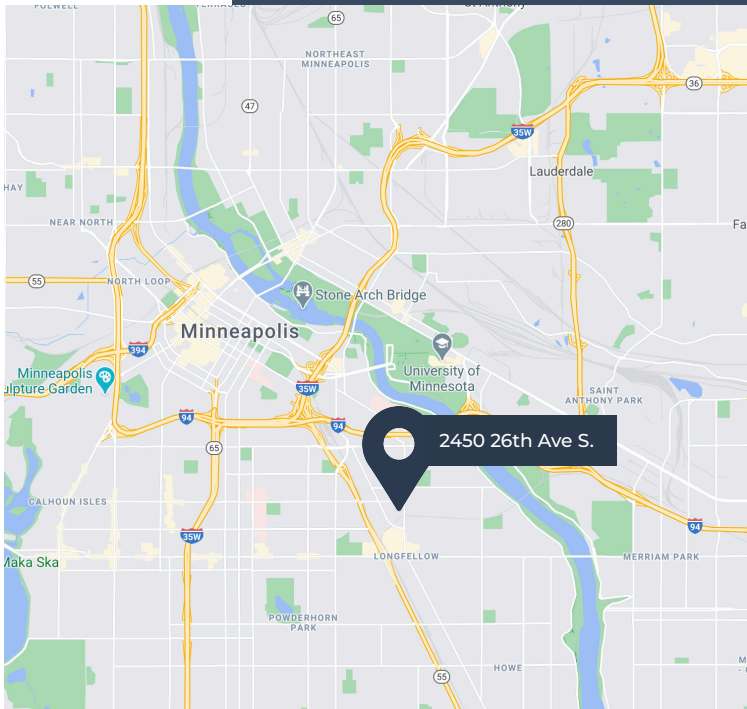 St Anthony
65
NORTHEAST
MINNEAPOLIS
36
47
35W
Lauderdale
NEAR NORTH
280
55
NORTH LOOP
Stone Arch Bridge
Minneapolis
394
University of
Minnesota
Minneapolis
ulpture Garden
35W
SAINT
ANTHONY PARK
94
94
2450 26th Ave S.
65
CALHOUN ISLES
94
35W
LONGFELLOW
MERRIAM PARK
Maka Ska
POWDERHORN
PARK
HOWE
55